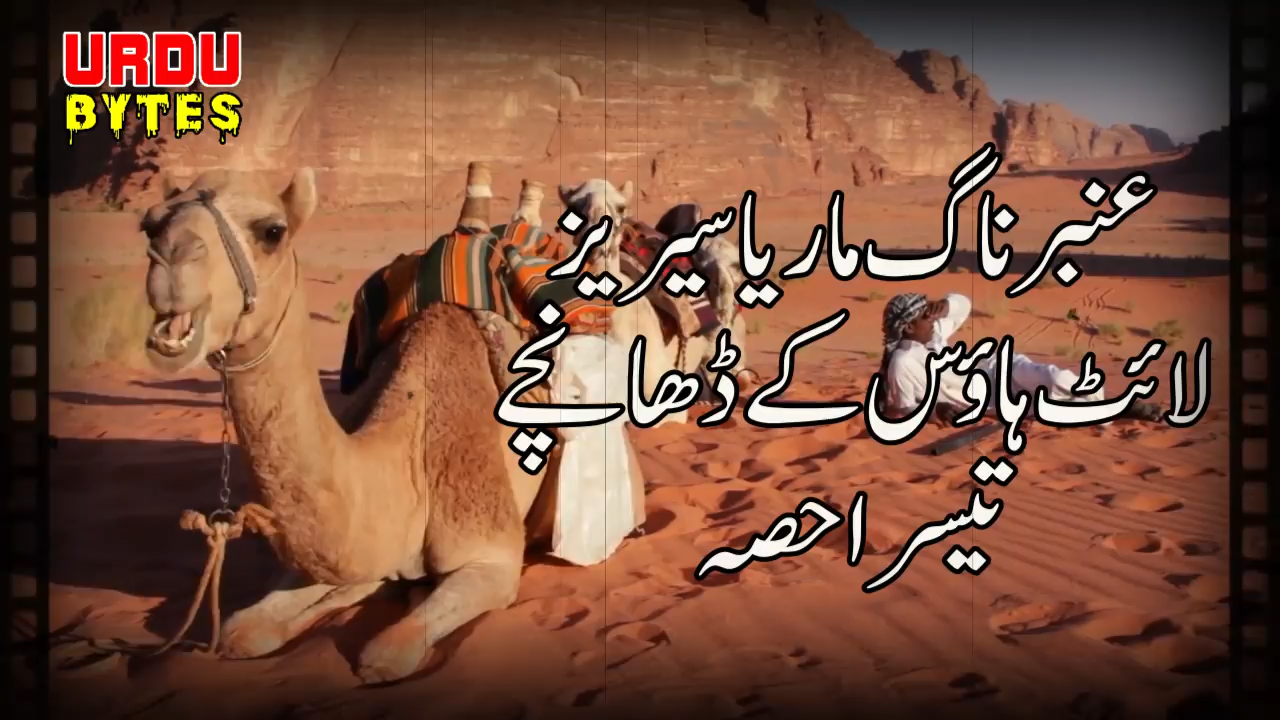 URDU
BYTES
عنبر ناگ ماریا سیریز
لائٹ ہاؤس کے ڈھانچے
تیسرا حصہ